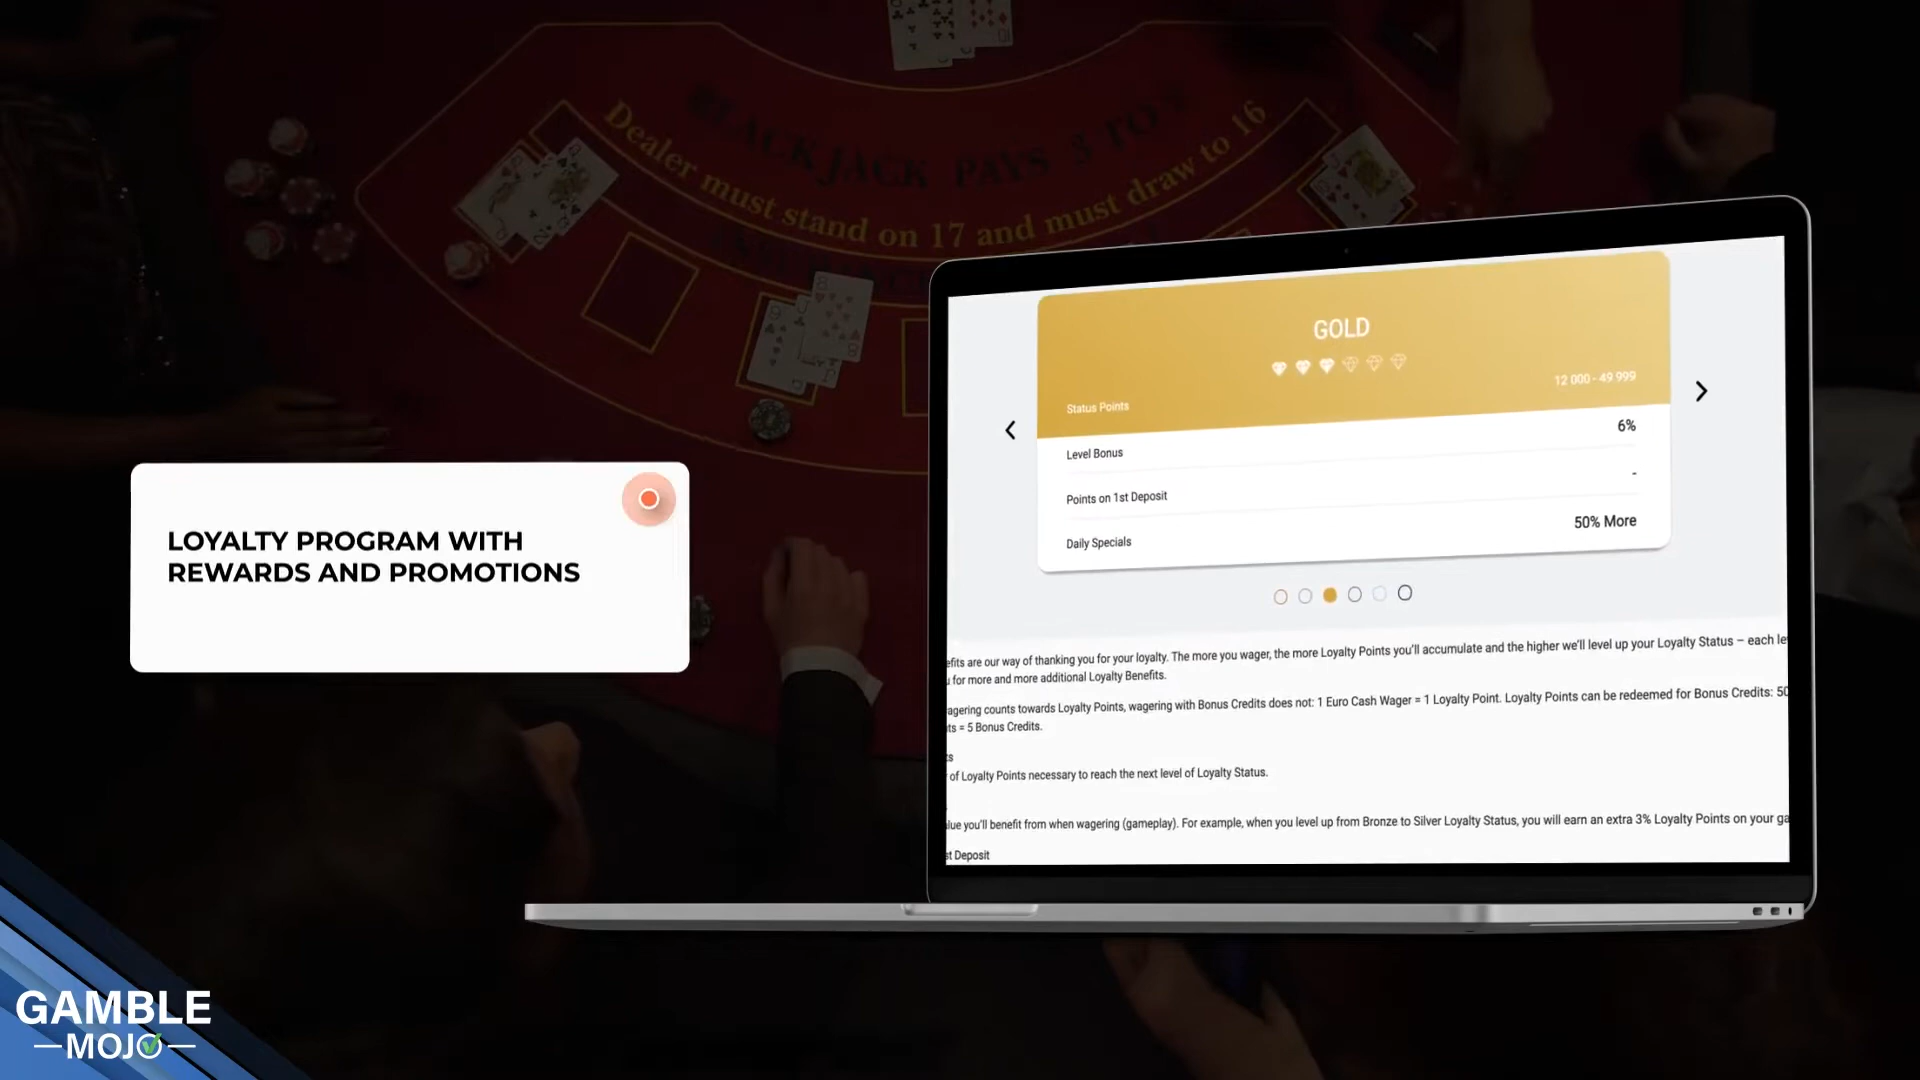 BLACKJACK PAYS 3 TO
Dealer must stand on 17 and must draw to 16
GOLD
Status Points
12 000 - 49 999
Level Bonus
6%
Points on 1st Deposit
-
Daily Specials
50% More
LOYALTY PROGRAM WITH
REWARDS AND PROMOTIONS
efits are our way of thanking you for your loyalty. The more you wager, the more Loyalty Points you'll accumulate and the higher we'll level up your Loyalty Status – each le
for more and more additional Loyalty Benefits.
agering counts towards Loyalty Points, wagering with Bonus Credits does not: 1 Euro Cash Wager = 1 Loyalty Point. Loyalty Points can be redeemed for Bonus Credits: 50
ts = 5 Bonus Credits.
ts
of Loyalty Points necessary to reach the next level of Loyalty Status.
lue you'll benefit from when wagering (gameplay). For example, when you level up from Bronze to Silver Loyalty Status, you will earn an extra 3% Loyalty Points on your ga
st Deposit
GAMBLE
MOJO